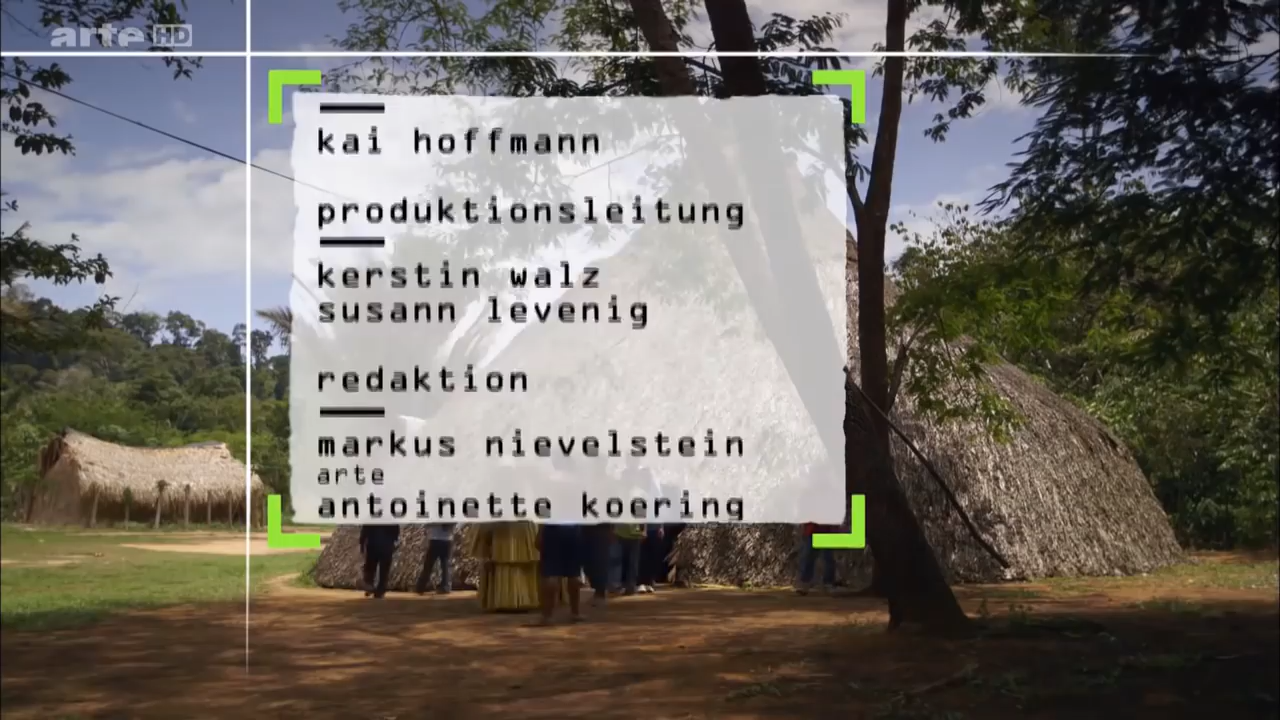 arte HD
kai hoffmann
produktionsleitung
kerstin walz
susann levenig
redaktion
markus nievelstein
arte
antoinette koering